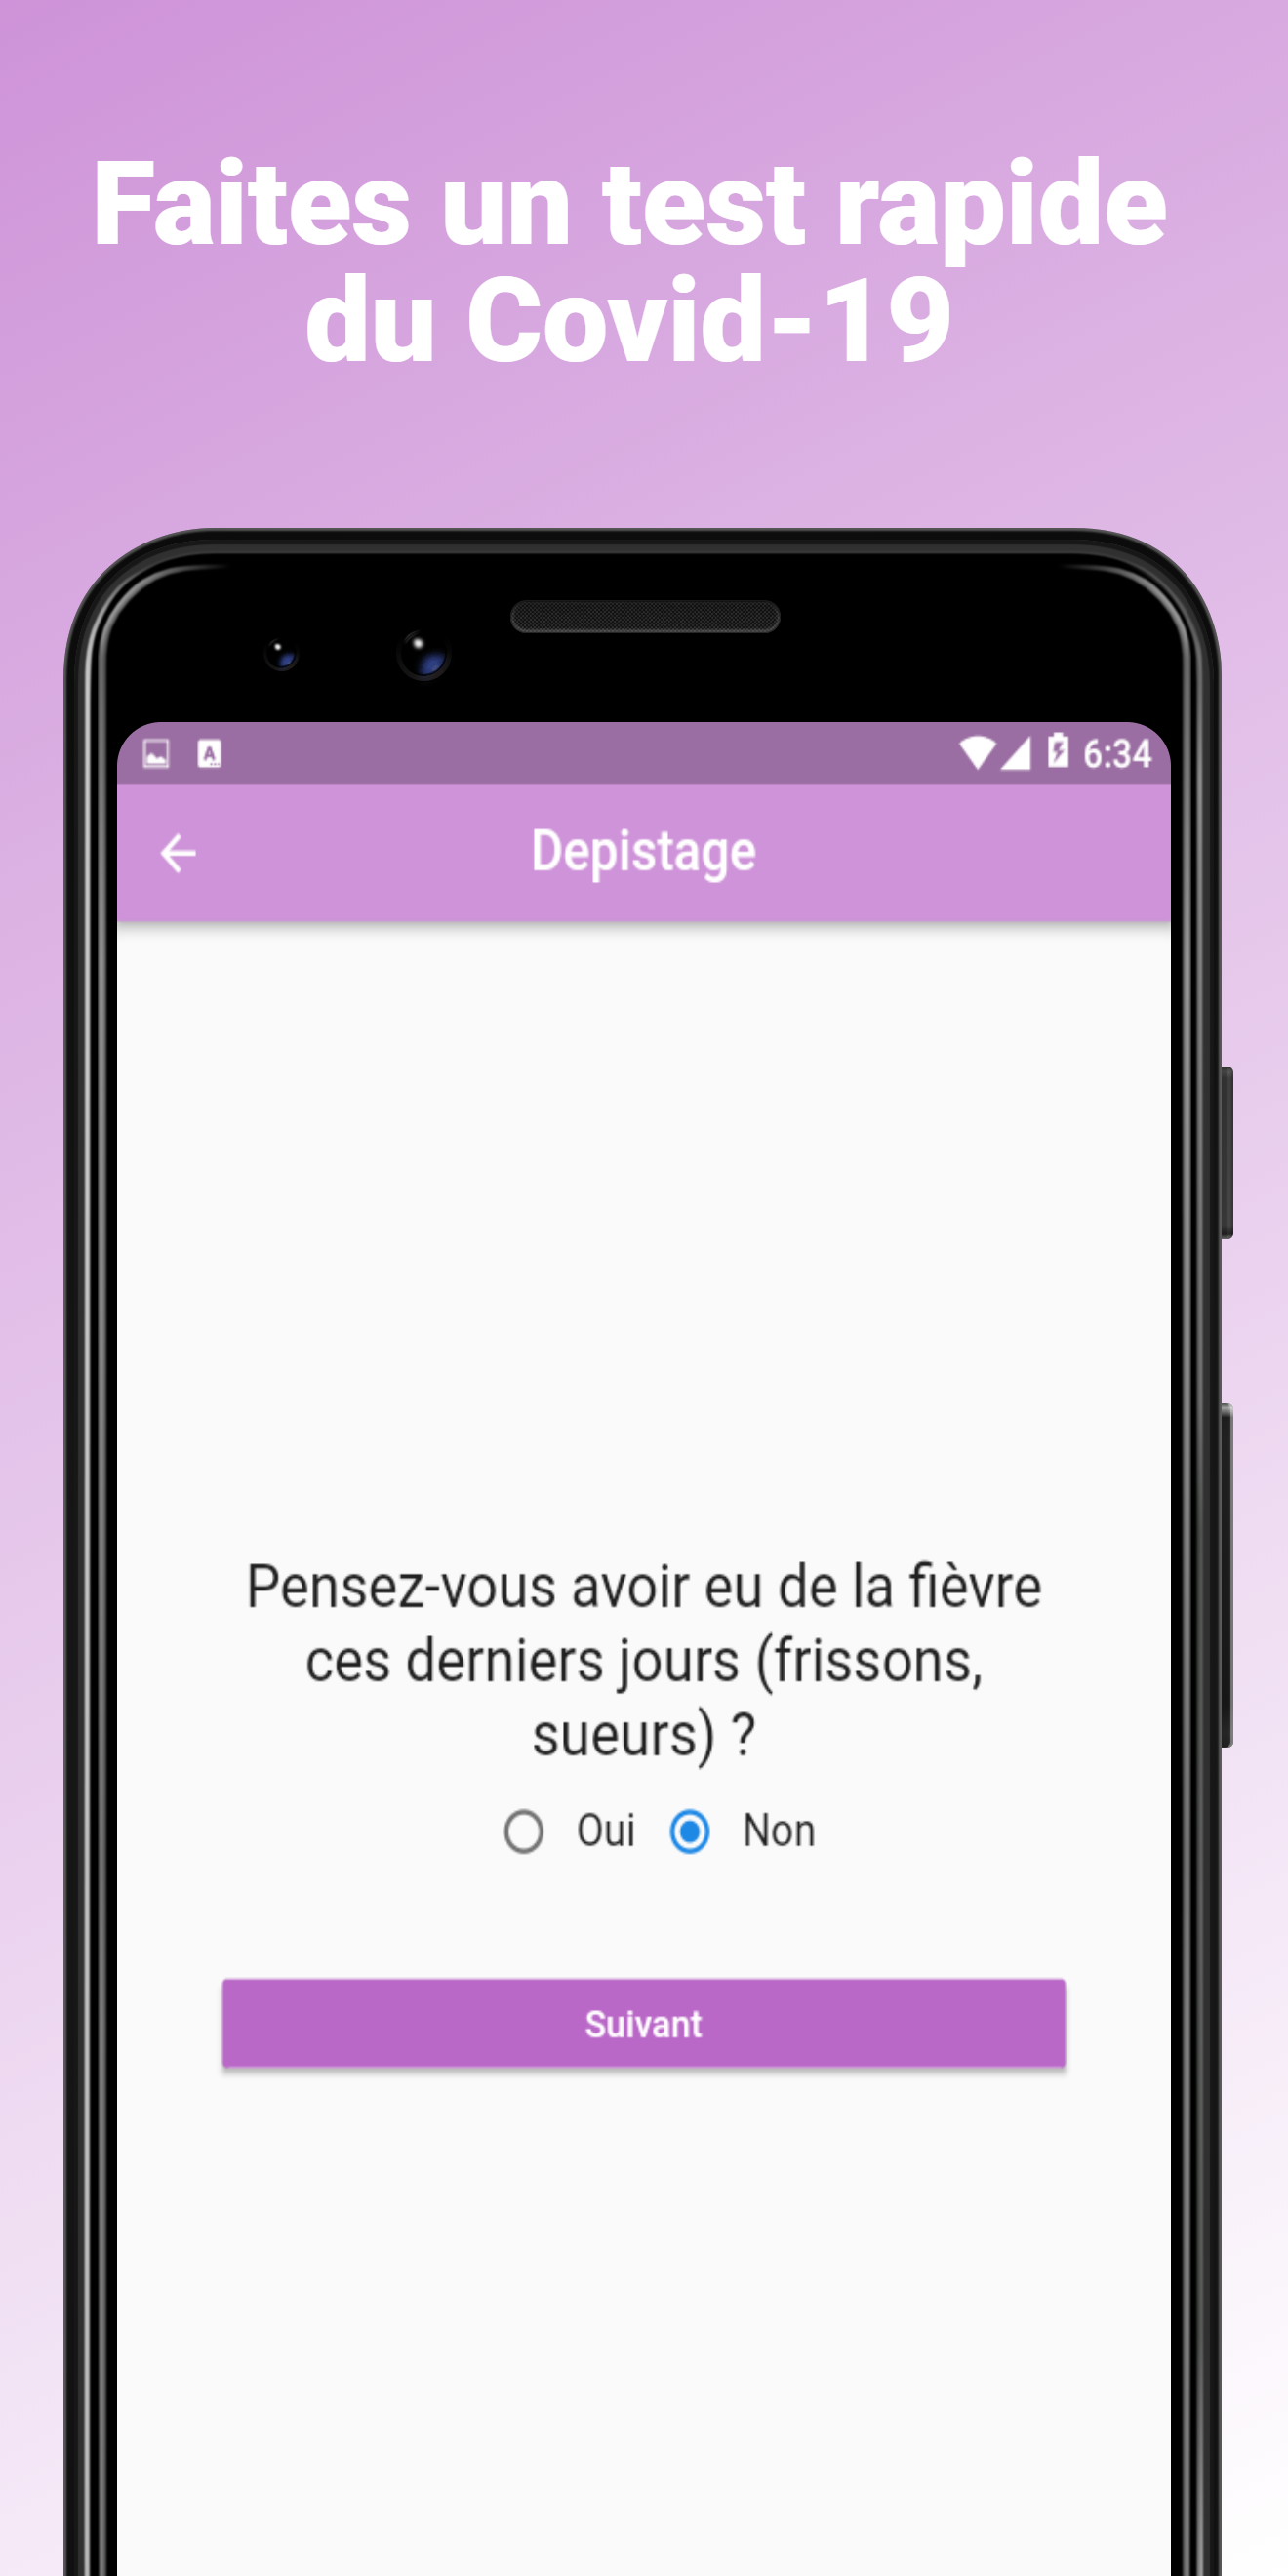 Faites un test rapide
du Covid-19
6:34
Depistage
Pensez-vous avoir eu de la fièvre
ces derniers jours (frissons,
sueurs) ?
Oui Non
Suivant